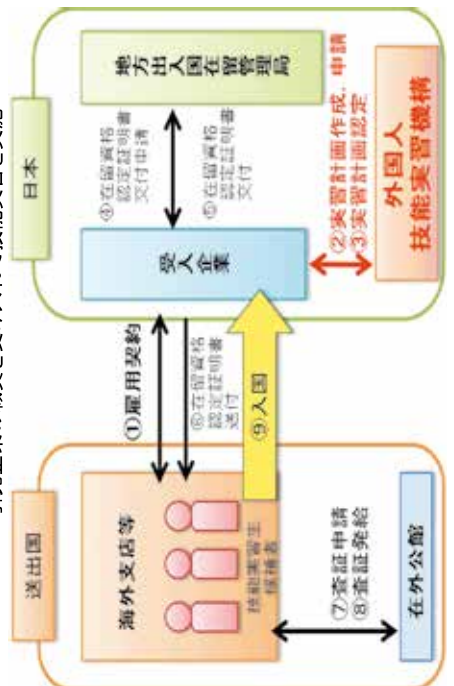 送出国
海外支店等
技能実習生
候補者
⑦査証申請
⑧査証発給
在外公館
①雇用契約
⑥在留資格
認定証明書
送付
⑨入国
日本
地方出入国在留管理局
④在留資格
認定証明書
交付申請
⑤在留資格
認定証明書
交付
受入企業
②実習計画作成，申請
③実習計画認定
外国人
技能実習機構